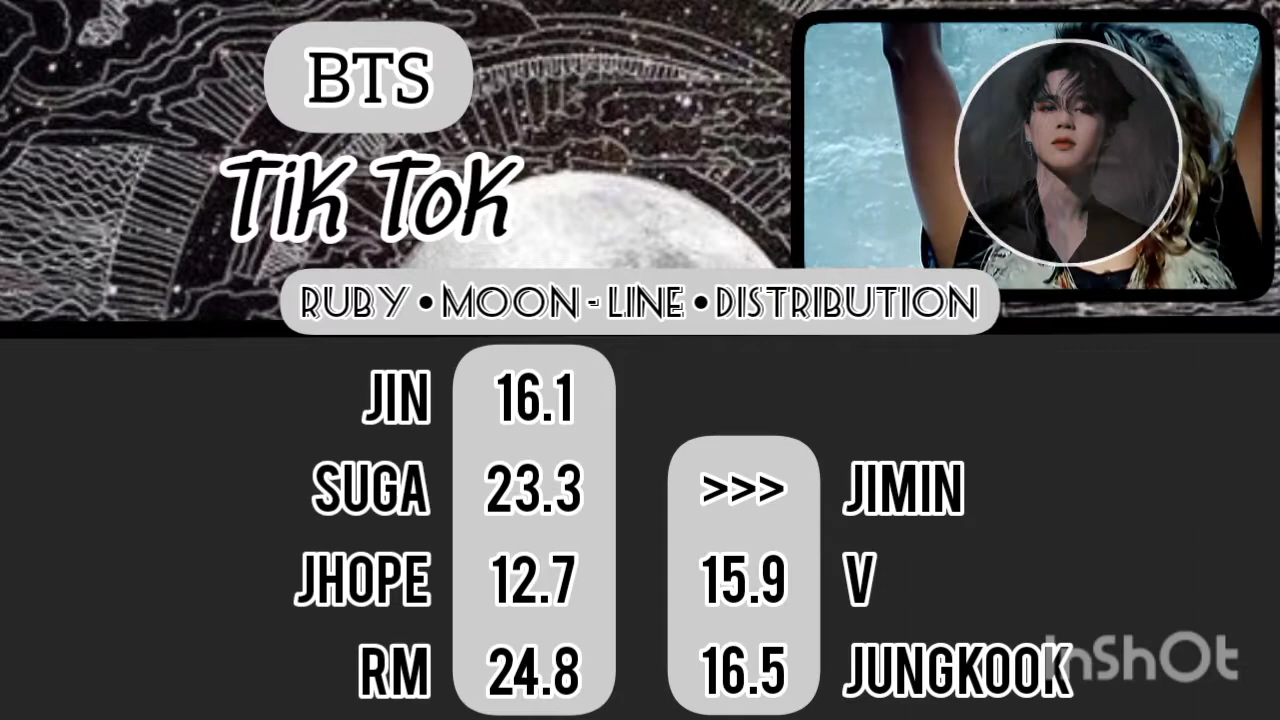 BTS
Tik Tok
RUBY • MOON - LINE • DISTRIBUTION
JIN 16.1
SUGA 23.3 >>> JIMIN
JHOPE 12.7 15.9 V
RM 24.8 16.5 JUNGKOOK
InShOt